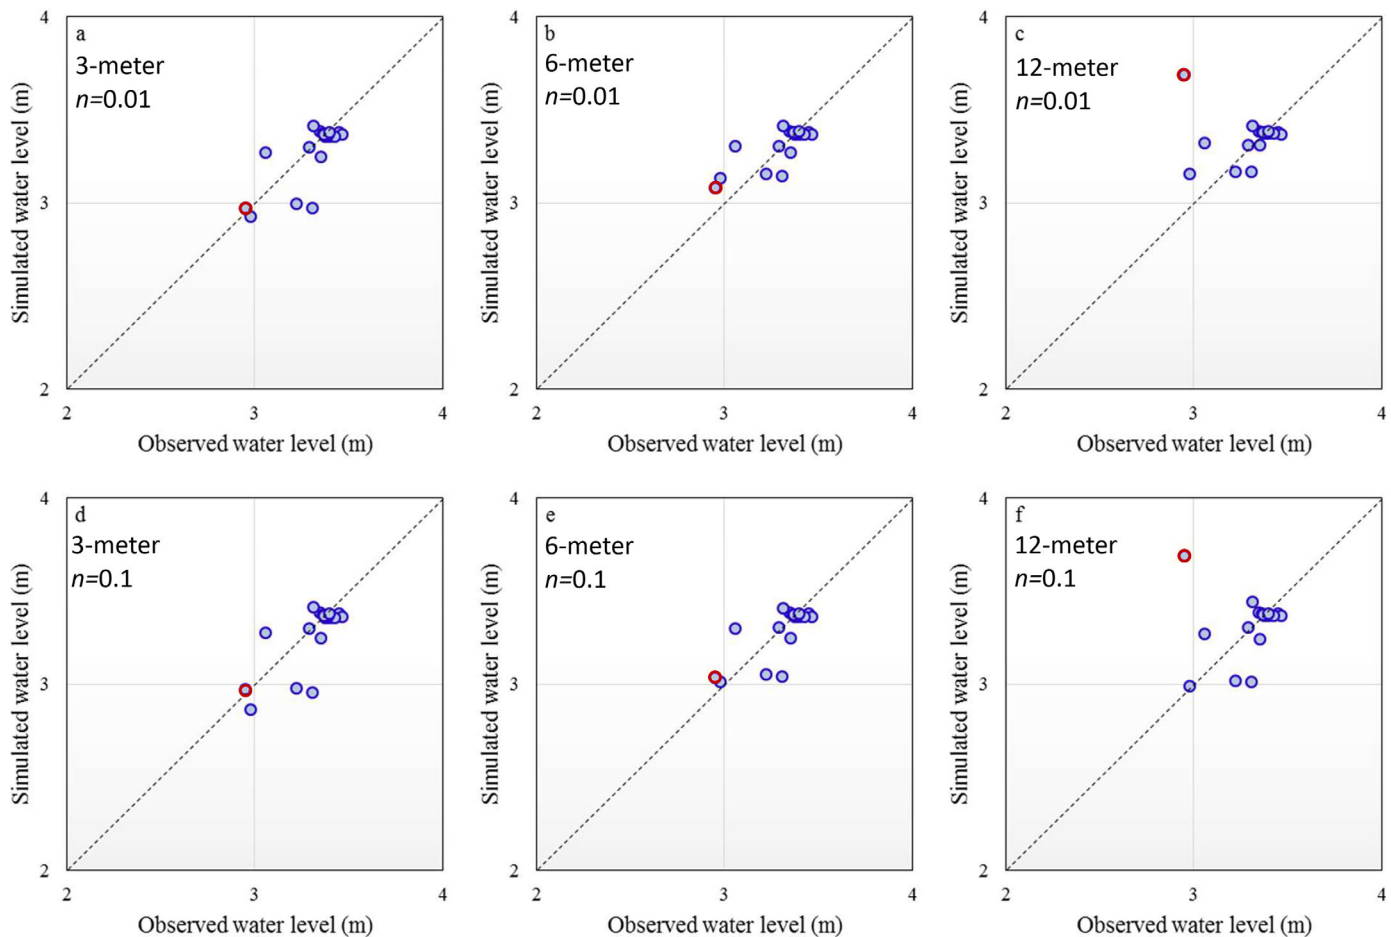 a
3-meter
n=0.01
Simulated water level (m)
4
3
2
2
3
4
Observed water level (m)
b
6-meter
n=0.01
Simulated water level (m)
4
3
2
2
3
4
Observed water level (m)
c
12-meter
n=0.01
Simulated water level (m)
4
3
2
2
3
4
Observed water level (m)
d
3-meter
n=0.1
Simulated water level (m)
4
3
2
2
3
4
Observed water level (m)
e
6-meter
n=0.1
Simulated water level (m)
4
3
2
2
3
4
Observed water level (m)
f
12-meter
n=0.1
Simulated water level (m)
4
3
2
2
3
4
Observed water level (m)